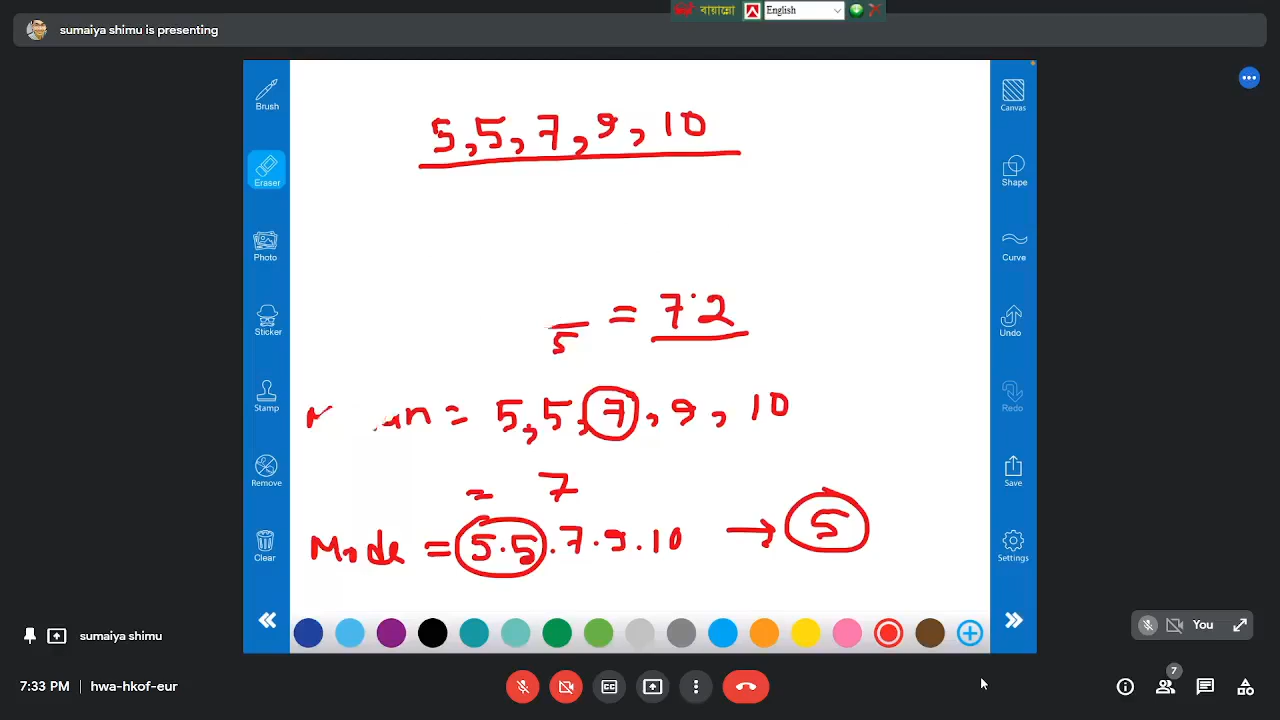 বায়ান্নো English
sumaiya shimu is presenting
Brush
Eraser
Photo
Sticker
Stamp
Remove
Clear
5,5,7,9,10
5 = 7.2
= 5,5,7,9,10
= 7
Mode = 5.5.7.9.10 → 5
Canvas
Shape
Curve
Undo
Redo
Save
Settings
sumaiya shimu
You
7:33 PM | hwa-hkof-eur
7